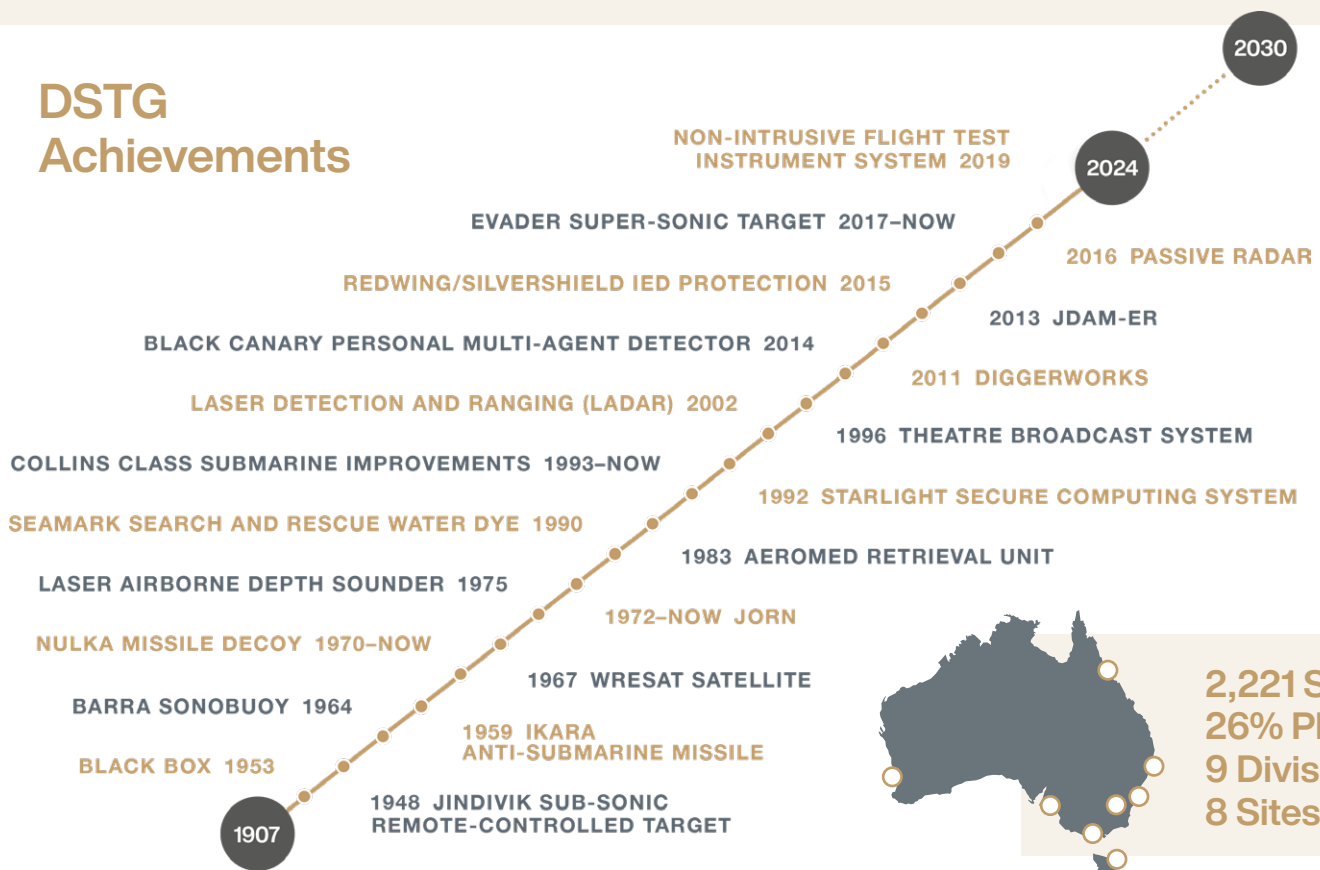 2030
DSTG
Achievements
NON-INTRUSIVE FLIGHT TEST
INSTRUMENT SYSTEM 2019
2024
EVADER SUPER-SONIC TARGET 2017–NOW
2016 PASSIVE RADAR
REDWING/SILVERSHIELD IED PROTECTION 2015
2013 JDAM-ER
BLACK CANARY PERSONAL MULTI-AGENT DETECTOR 2014
2011 DIGGERWORKS
LASER DETECTION AND RANGING (LADAR) 2002
1996 THEATRE BROADCAST SYSTEM
COLLINS CLASS SUBMARINE IMPROVEMENTS 1993–NOW
1992 STARLIGHT SECURE COMPUTING SYSTEM
SEAMARK SEARCH AND RESCUE WATER DYE 1990
1983 AEROMED RETRIEVAL UNIT
LASER AIRBORNE DEPTH SOUNDER 1975
1972–NOW JORN
NULKA MISSILE DECOY 1970–NOW
1967 WRESAT SATELLITE
BARRA SONOBUOY 1964
1959 IKARA
ANTI-SUBMARINE MISSILE
BLACK BOX 1953
1948 JINDIVIK SUB-SONIC
REMOTE-CONTROLLED TARGET
1907
2,221
26%
9
8 Sites